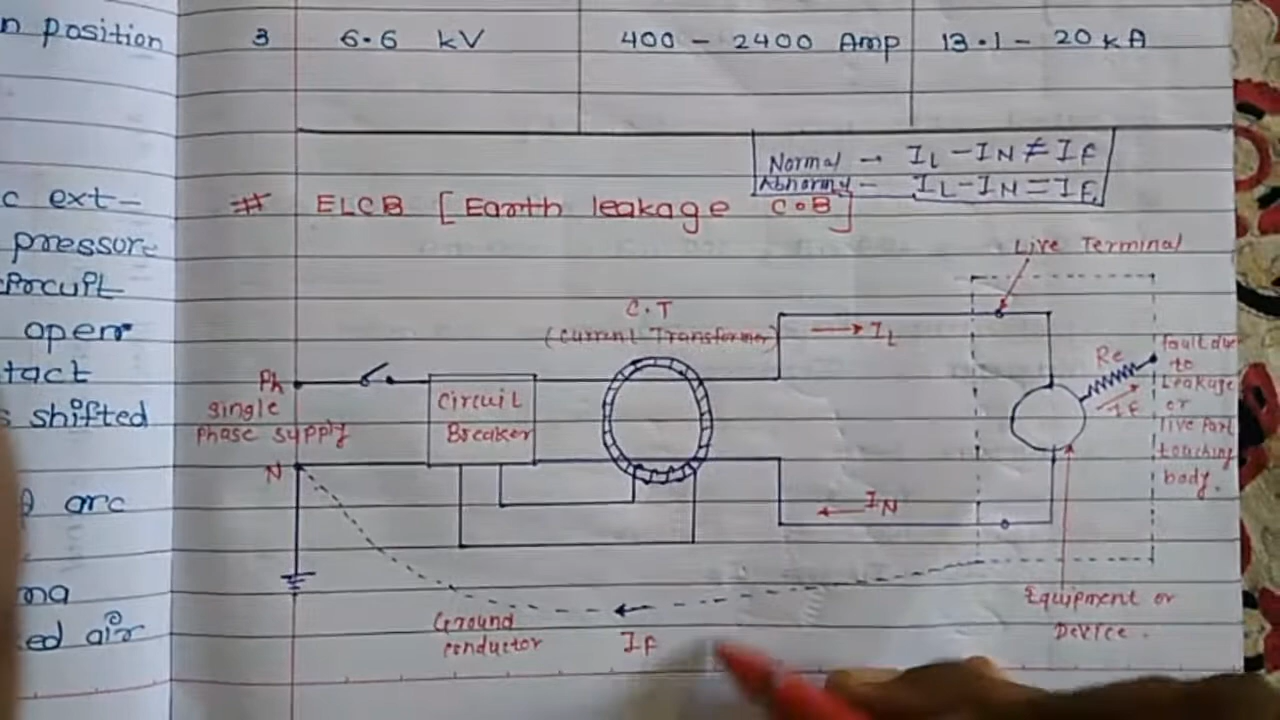 n position
3 6.6 kV 400 - 2400 Amp 13.1 - 20 kA
Normal → IL - IN ≠ IF
Abnormy - IL - IN = IF
# ELCB [Earth leakage C.B]
c ext-
pressure
circuit
open
tact
s shifted
arc
ed air
Live Terminal
C.T
(Current Transformer)
→ IL
Ph
single
phase supply
N
Circuit
Breaker
Re
IF
fault due
to
Leakage
or
live part
touching
body.
← IN
Equipment or
Device.
Ground
conductor
IF